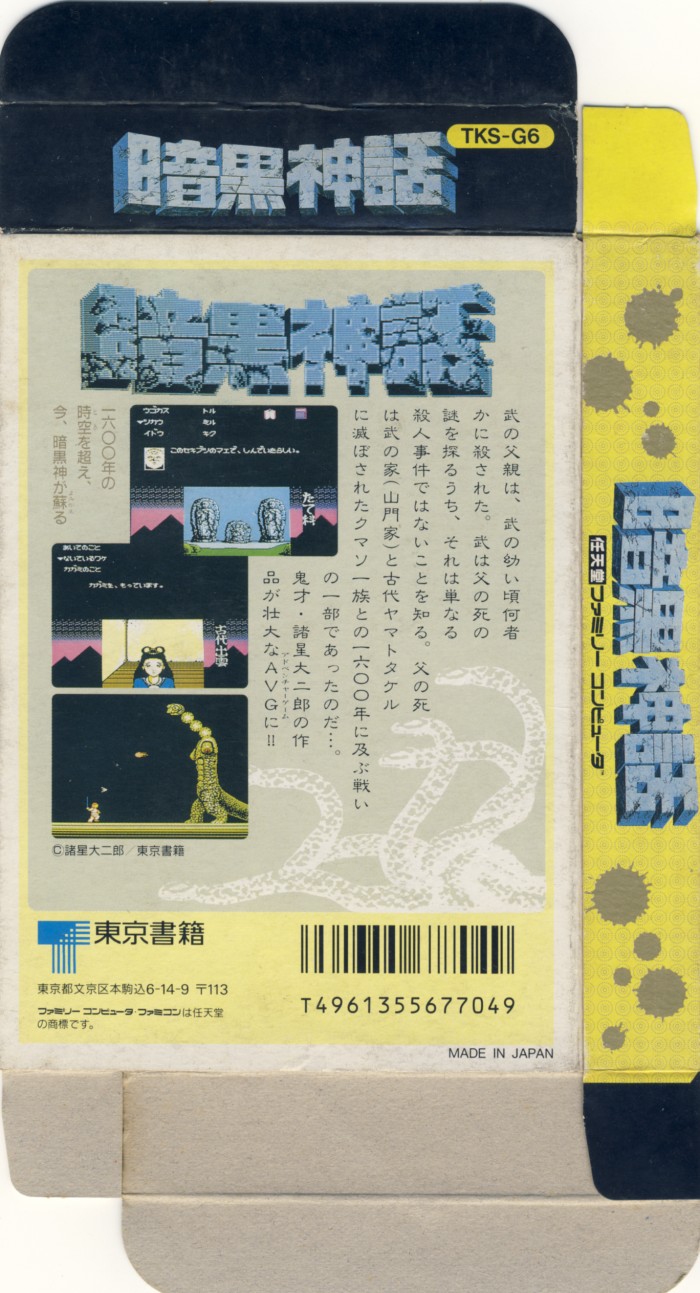 暗黒神話
TKS-G6
暗黒神話
武の父親は、武の幼い頃何者
かに殺された。武は父の死の
謎を探るうち、それは単なる
殺人事件ではないことを知る。父の死
は武の家(山門家)と古代ヤマトタケル
に滅ぼされたクマソ一族との一六〇〇年に及ぶ戦い
の一部であったのだ…。
鬼才・諸星大二郎の作
品が壮大なAVGに!!
アドベンチャーゲーム
一六〇〇年の
時空を超え、
とき
今、暗黒神が蘇る
よみがえ
ウゴカス トル
ツカウ ミル
イドウ キク
このセキブツのマエで、しんでいたらしい。
たて科
あいてのこと
ないているワケ
カガミのこと
カガミを、もっています。
古代出雲
©諸星大二郎/東京書籍
東京書籍
東京都文京区本駒込6-14-9 〒113
ファミリーコンピュータ・ファミコンは任天堂
の商標です。
T4961355677049
MADE IN JAPAN
暗黒神話
任天堂ファミリーコンピュータ™